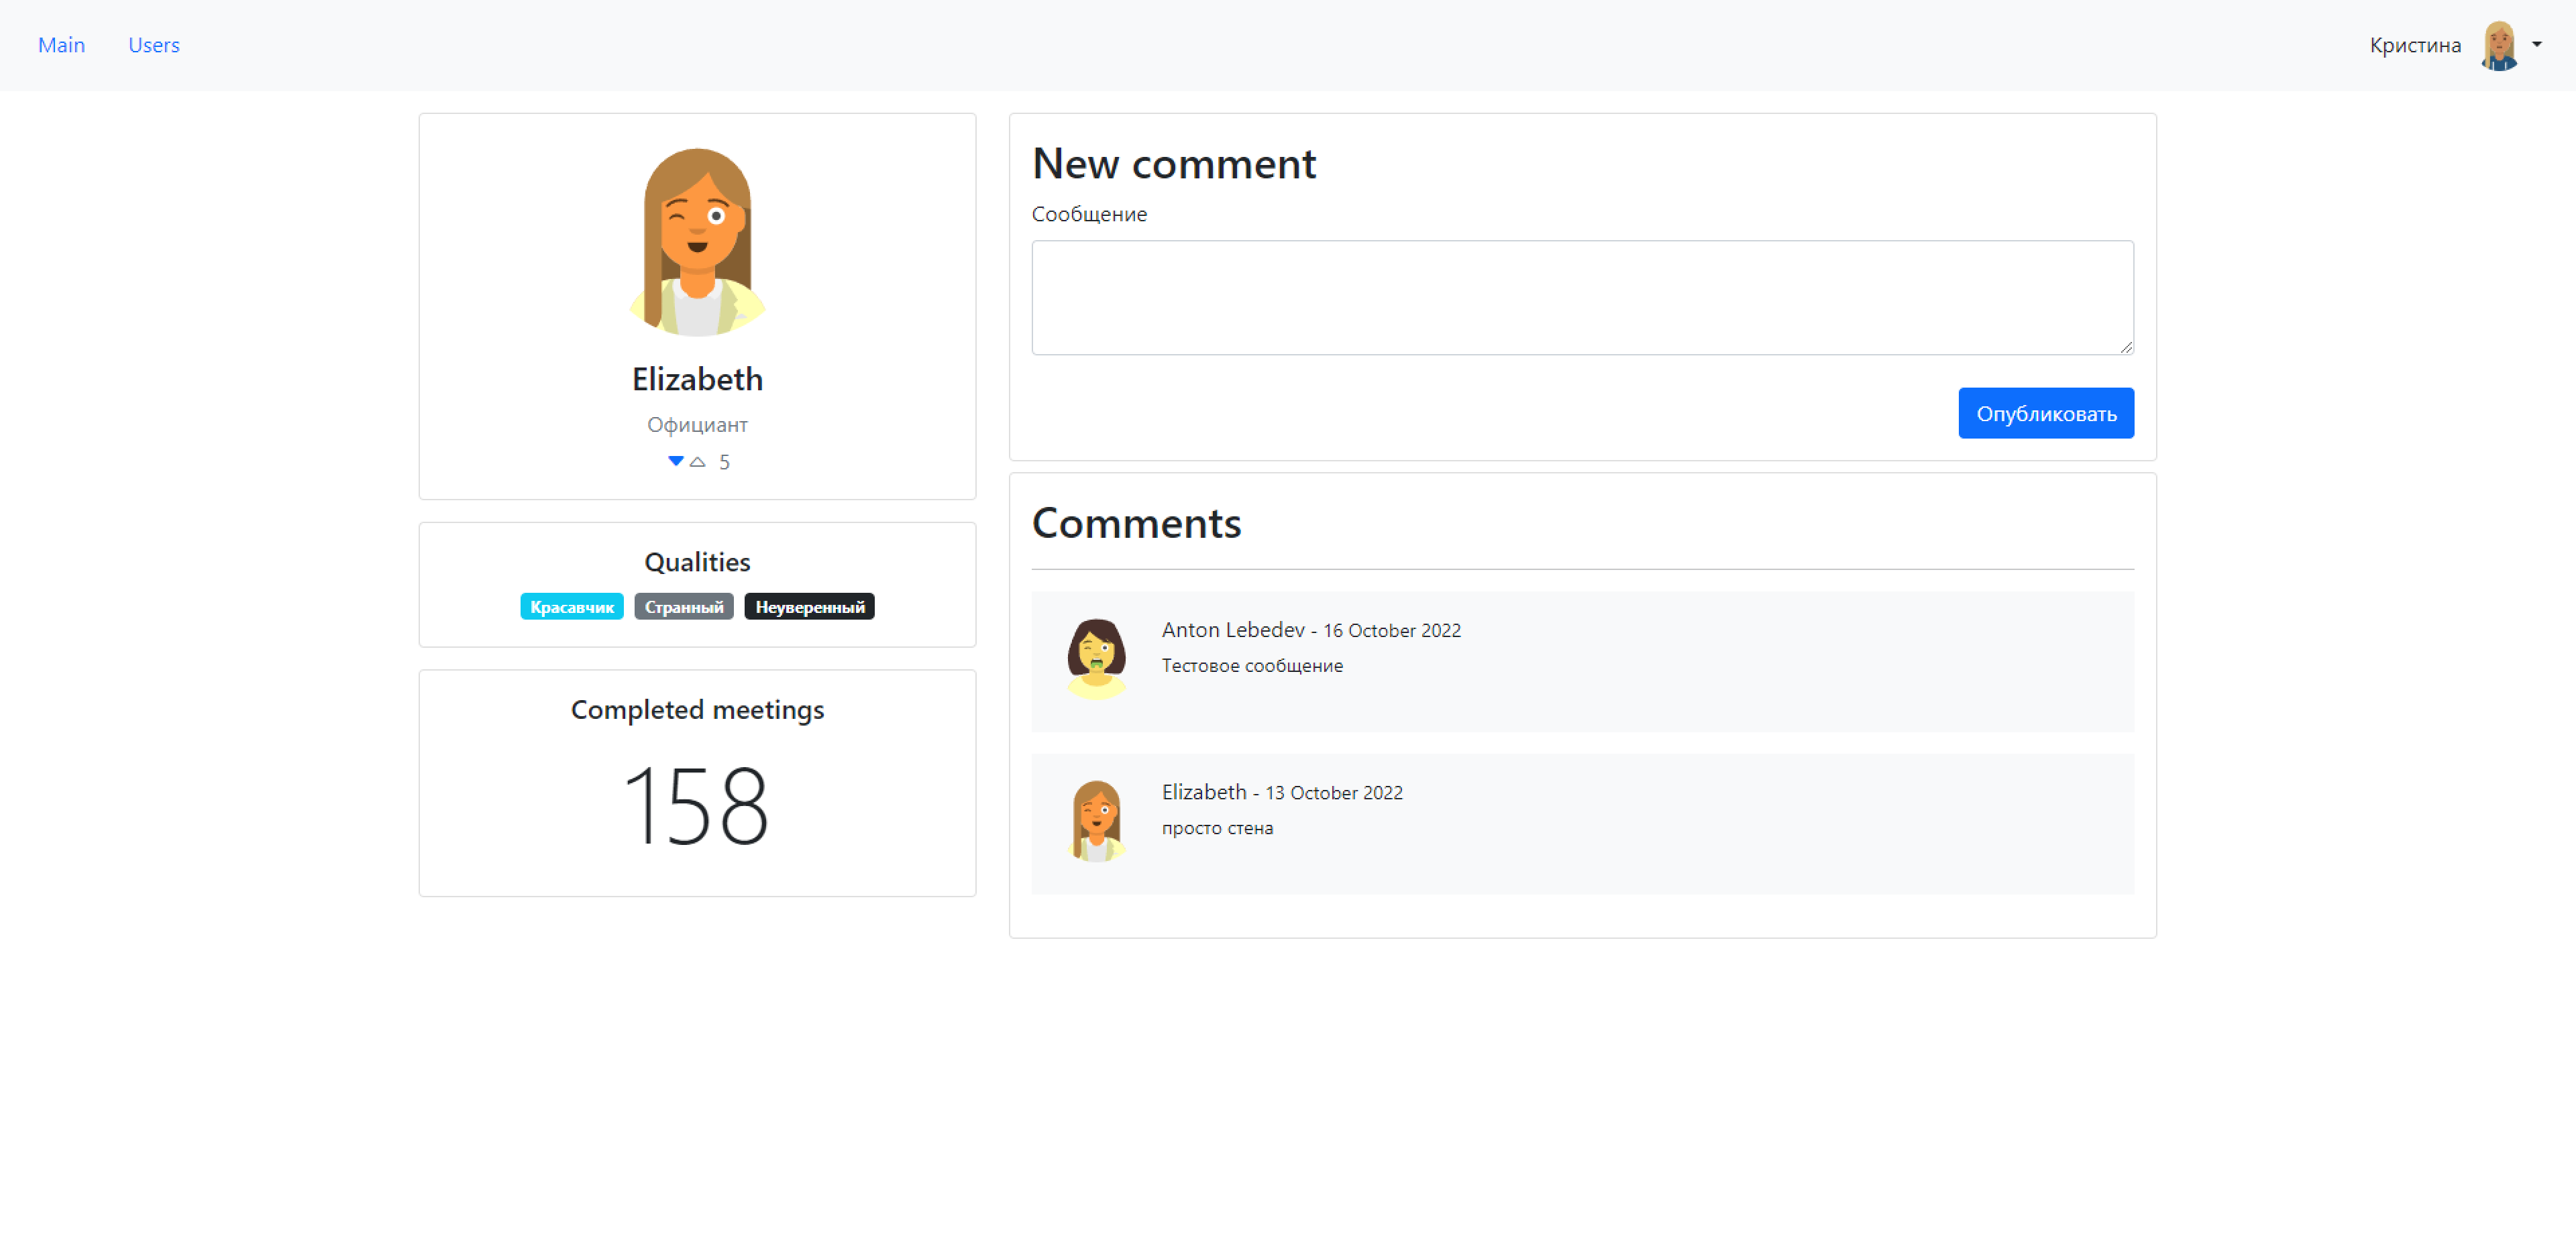 Main Users Кристина
Elizabeth
Официант
5
Qualities
Красавчик Странный Неуверенный
Completed meetings
158
New comment
Сообщение
Опубликовать
Comments
Anton Lebedev - 16 October 2022
Тестовое сообщение
Elizabeth - 13 October 2022
просто стена